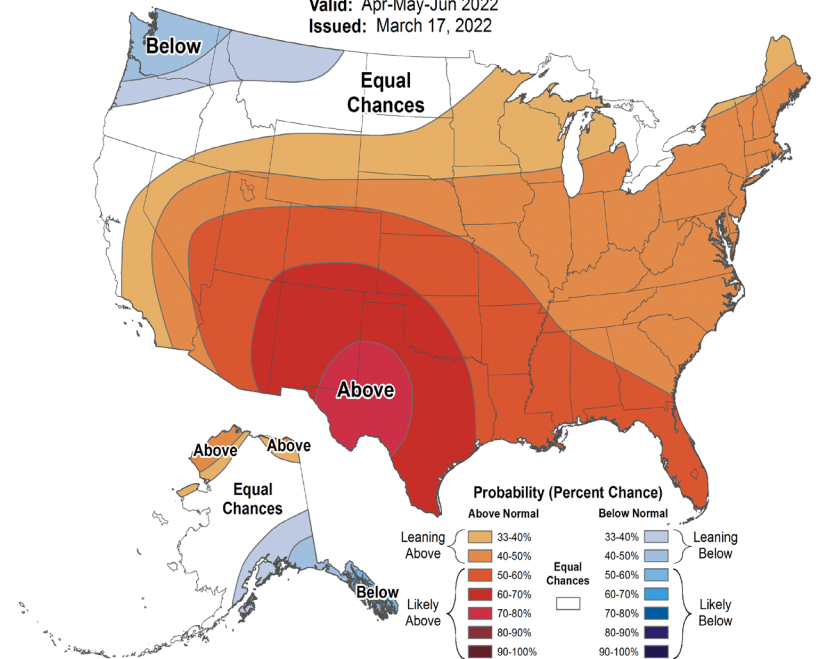 Valid: Apr-May-Jun 2022
Issued: March 17, 2022
Below
Equal
Chances
Above
Above
Above
Equal
Chances
Below
Probability (Percent Chance)
Above Normal
Below Normal
Leaning
Above
33-40%
40-50%
50-60%
60-70%
70-80%
80-90%
90-100%
Likely
Above
Equal
Chances
33-40%
40-50%
50-60%
60-70%
70-80%
80-90%
90-100%
Leaning
Below
Likely
Below